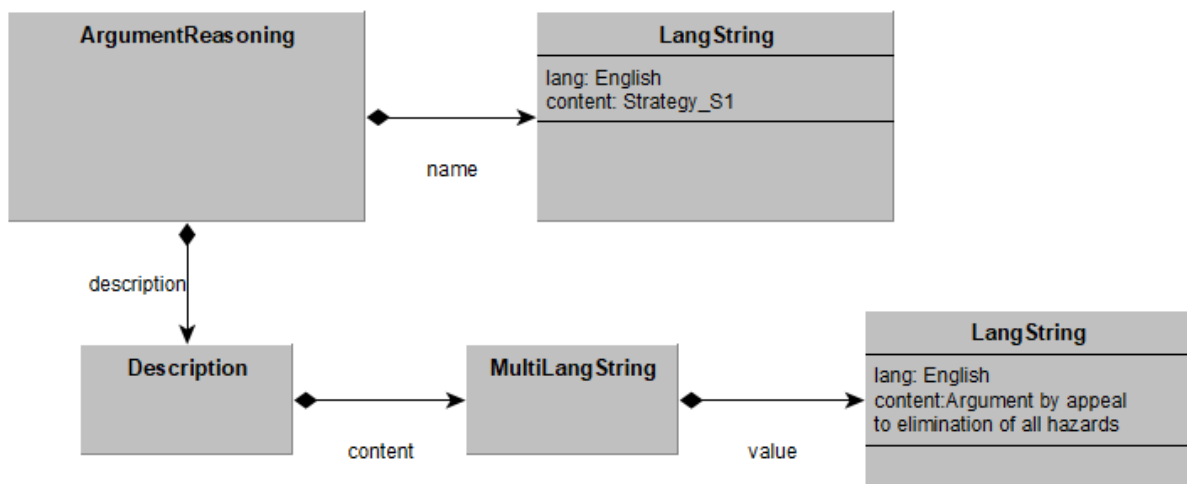 ArgumentReasoning
LangString
lang: English
content: Strategy_S1
name
description
Description
MultiLangString
LangString
lang: English
content:Argument by appeal
to elimination of all hazards
content
value